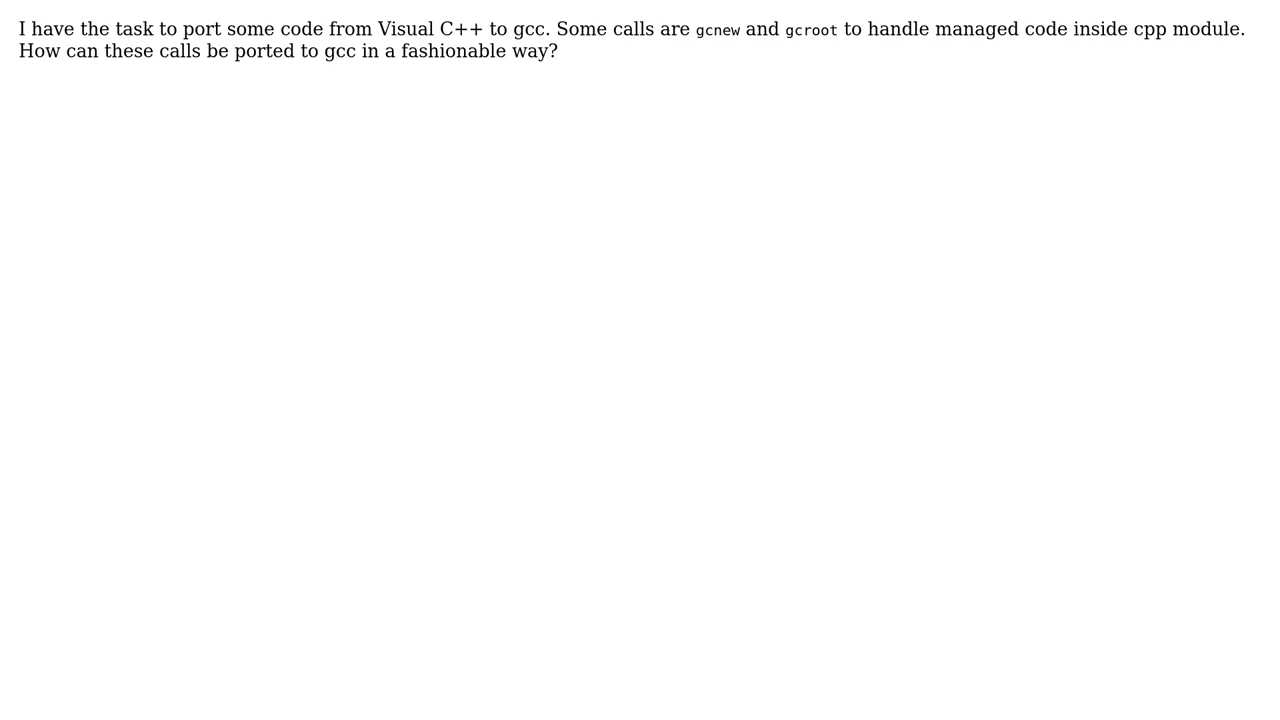 I have the task to port some code from Visual C++ to gcc. Some calls are gcnew and gcroot to handle managed code inside cpp module.
How can these calls be ported to gcc in a fashionable way?